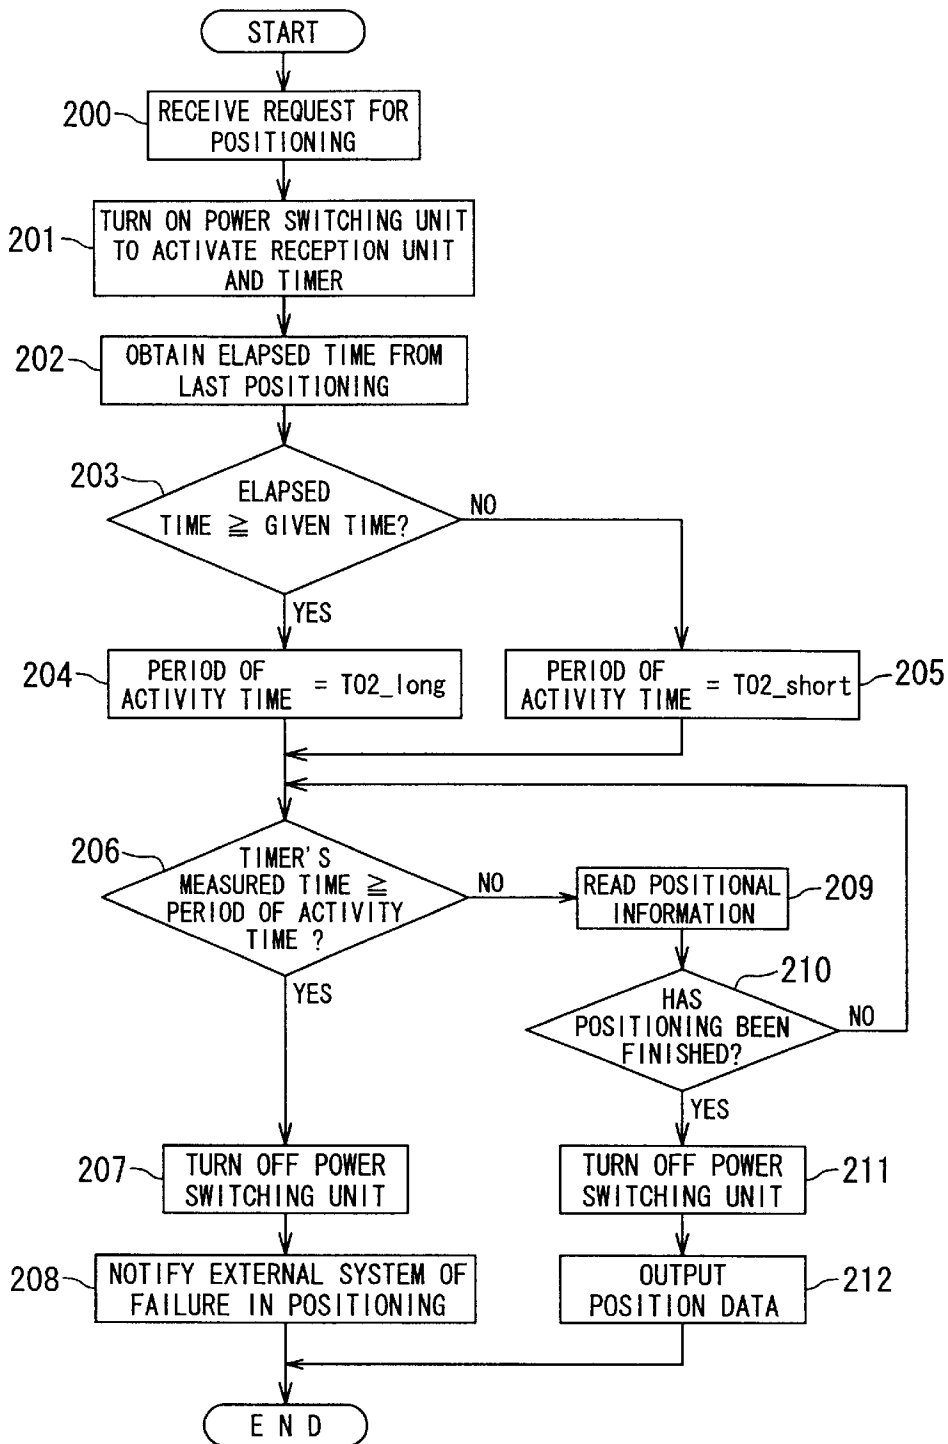 START
200
RECEIVE REQUEST FOR
POSITIONING
201
TURN ON POWER SWITCHING UNIT
TO ACTIVATE RECEPTION UNIT
AND TIMER
202
OBTAIN ELAPSED TIME FROM
LAST POSITIONING
203
ELAPSED
TIME ≧ GIVEN TIME?
NO
YES
204
PERIOD OF
ACTIVITY TIME = T02_long
PERIOD OF
ACTIVITY TIME = T02_short
205
206
TIMER'S
MEASURED TIME ≧
PERIOD OF ACTIVITY
TIME ?
NO
YES
READ POSITIONAL
INFORMATION
209
210
HAS
POSITIONING BEEN
FINISHED?
NO
YES
207
TURN OFF POWER
SWITCHING UNIT
TURN OFF POWER
SWITCHING UNIT
211
208
NOTIFY EXTERNAL SYSTEM OF
FAILURE IN POSITIONING
OUTPUT
POSITION DATA
212
END